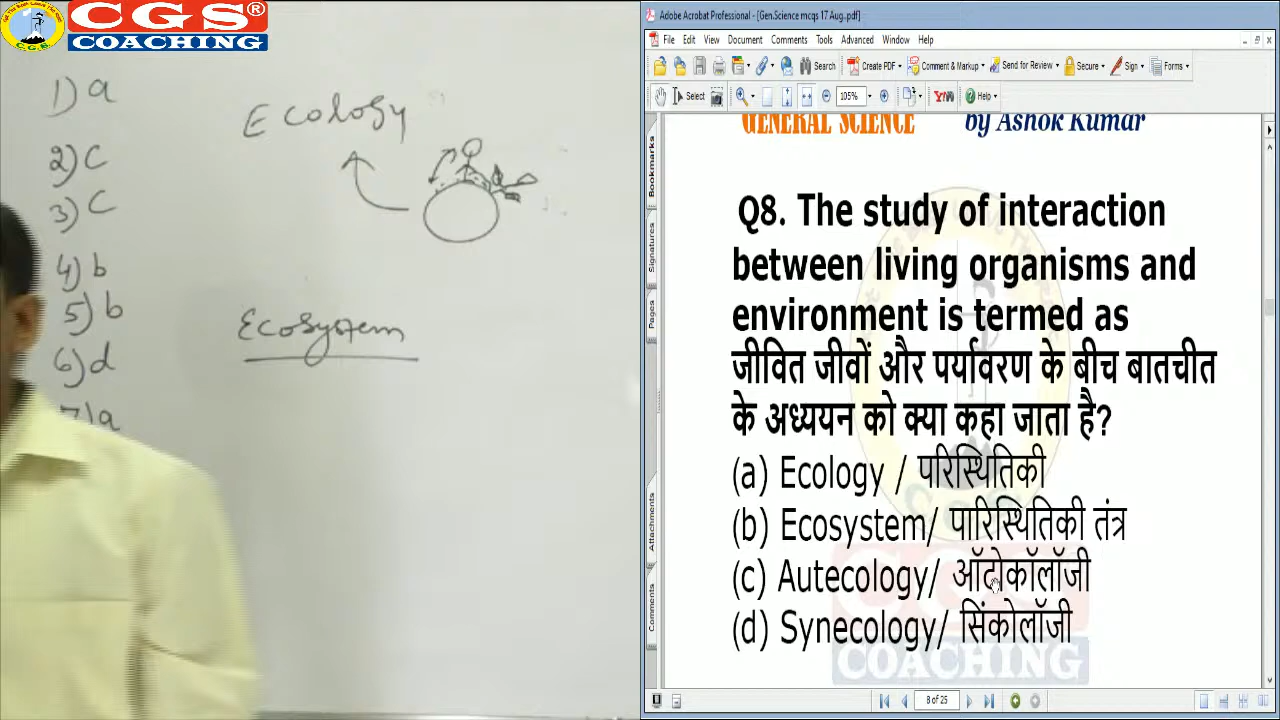 CGS®
COACHING
C.G.S.
1) a
2) c
3) c
4) b
5) b
6) d
7) a
Ecology
Ecosystem
Adobe Acrobat Professional - [Gen.Science mcqs 17 Aug..pdf]
File Edit View Document Comments Tools Advanced Window Help
Search Create PDF Comment & Markup Send for Review Secure Sign Forms
Select 105% Help
Bookmarks
Signatures
Pages
Attachments
Comments
GENERAL SCIENCE by Ashok Kumar
Q8. The study of interaction
between living organisms and
environment is termed as
जीवित जीवों और पर्यावरण के बीच बातचीत
के अध्ययन को क्या कहा जाता है?
(a) Ecology / परिस्थितिकी
(b) Ecosystem/ पारिस्थितिकी तंत्र
(c) Autecology/ ऑटोकॉलॉजी
(d) Synecology/ सिंकोलॉजी
COACHING
8 of 25